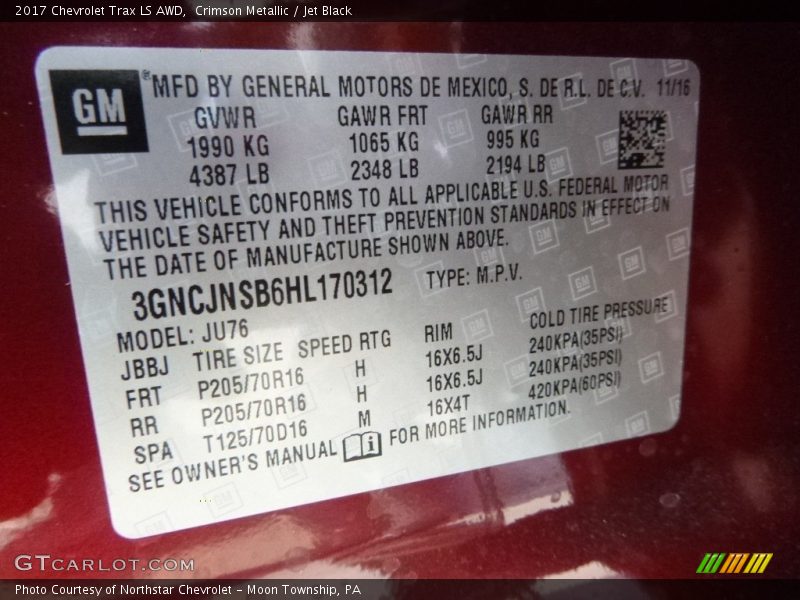 2017 Chevrolet Trax LS AWD,  Crimson Metallic / Jet Black
GM ® MFD BY GENERAL MOTORS DE MEXICO, S. DE R.L. DE C.V. 11/16
GVWR GAWR FRT GAWR RR
1990 KG 1065 KG 995 KG
4387 LB 2348 LB 2194 LB
THIS VEHICLE CONFORMS TO ALL APPLICABLE U.S. FEDERAL MOTOR
VEHICLE SAFETY AND THEFT PREVENTION STANDARDS IN EFFECT ON
THE DATE OF MANUFACTURE SHOWN ABOVE.
3GNCJNSB6HL170312 TYPE: M.P.V.
MODEL: JU76
JBBJ TIRE SIZE SPEED RTG RIM COLD TIRE PRESSURE
FRT P205/70R16 H 16X6.5J 240KPA(35PSI)
RR P205/70R16 H 16X6.5J 240KPA(35PSI)
SPA T125/70D16 M 16X4T 420KPA(60PSI)
SEE OWNER'S MANUAL FOR MORE INFORMATION.
GTCARLOT.COM
Photo Courtesy of Northstar Chevrolet - Moon Township, PA